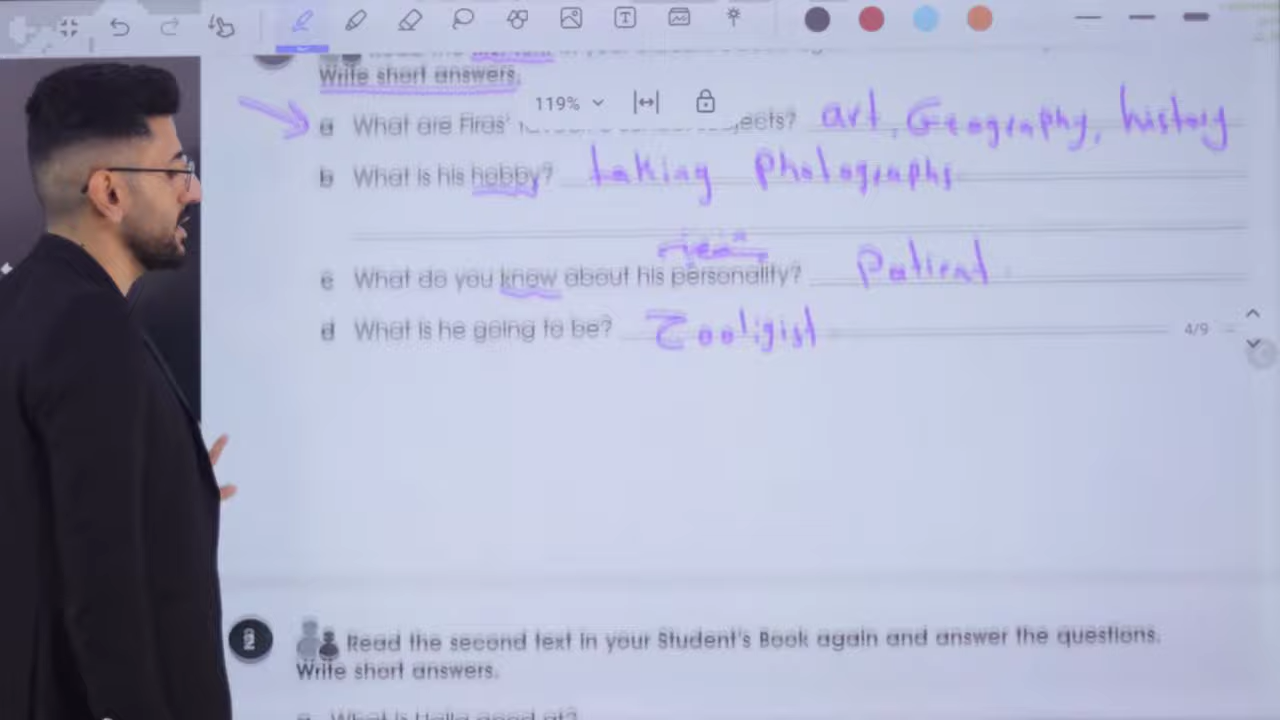 Write short answers.
119%
a What are Firas' ects? art, Geography, history
b What is his hobby? taking photographs
c What do you know about his personality? Patient
d What is he going to be? Zooligist
4/9
2 Read the second text in your Student's Book again and answer the questions.
Write short answers.